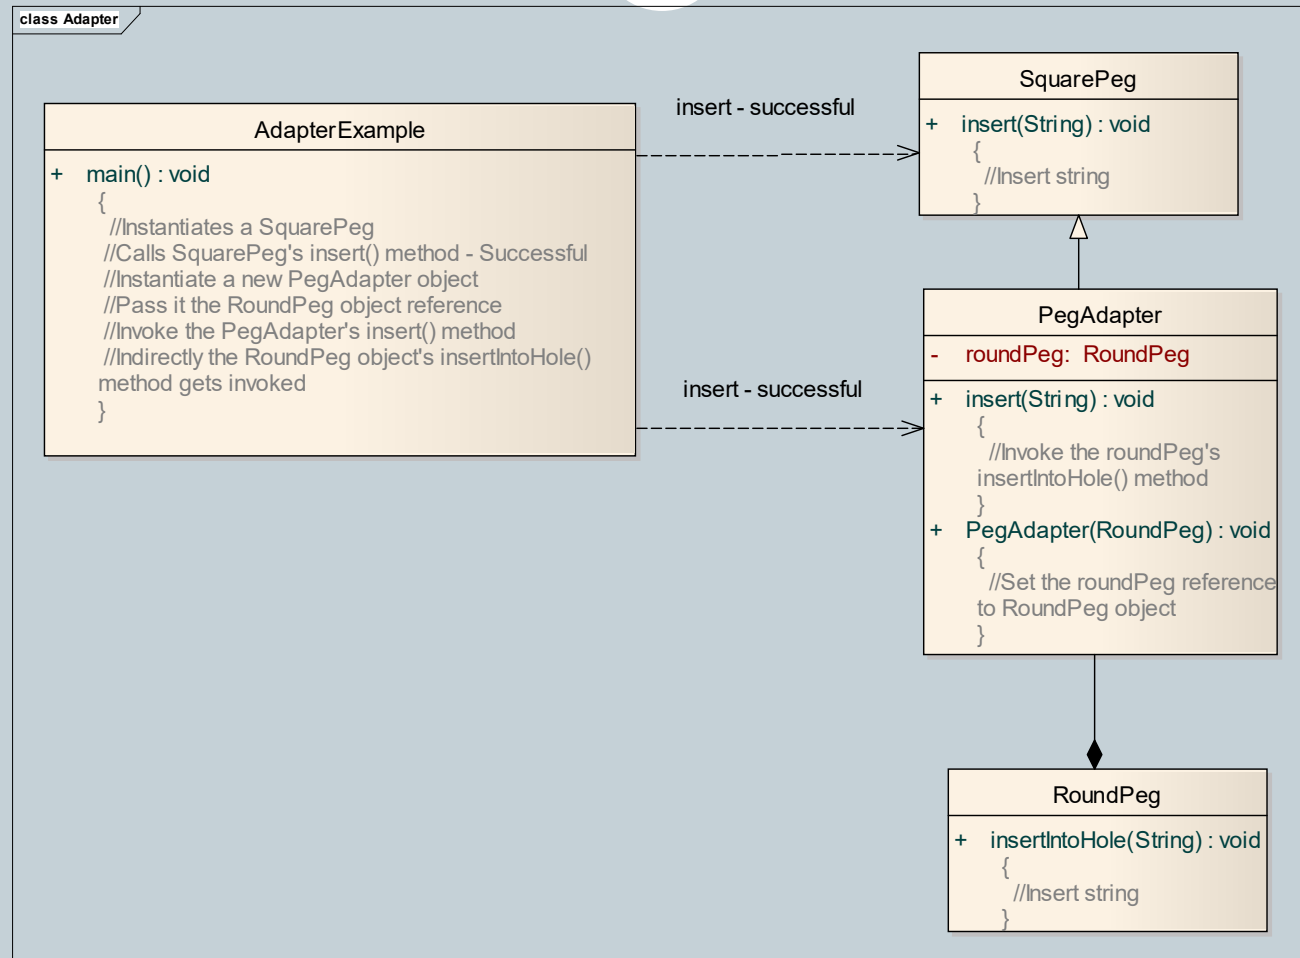 class Adapter
AdapterExample
+ main() : void
{
//Instantiates a SquarePeg
//Calls SquarePeg's insert() method - Successful
//Instantiate a new PegAdapter object
//Pass it the RoundPeg object reference
//Invoke the PegAdapter's insert() method
//Indirectly the RoundPeg object's insertIntoHole()
method gets invoked
}
insert - successful
insert - successful
SquarePeg
+ insert(String) : void
{
//Insert string
}
PegAdapter
- roundPeg: RoundPeg
+ insert(String) : void
{
//Invoke the roundPeg's
insertIntoHole() method
}
+ PegAdapter(RoundPeg) : void
{
//Set the roundPeg reference
to RoundPeg object
}
RoundPeg
+ insertIntoHole(String) : void
{
//Insert string
}